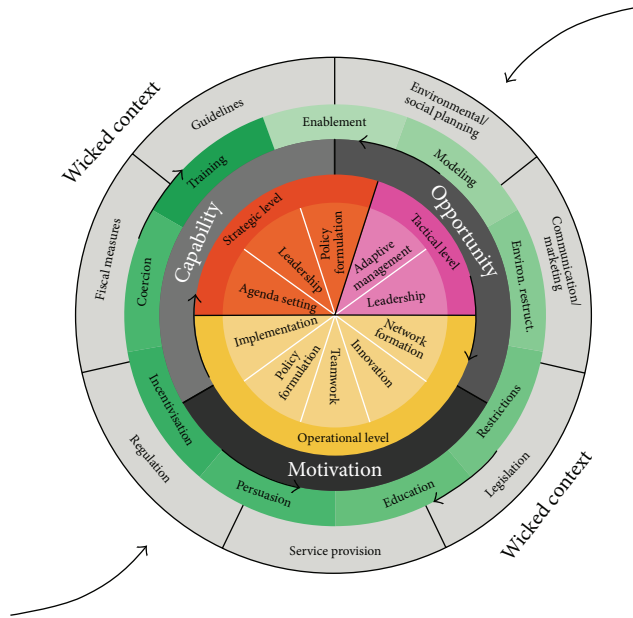 Wicked context
Guidelines
Environmental/
social planning
Communication/
marketing
Legislation
Service provision
Regulation
Fiscal measures
Enablement
Modeling
Environ. restruct.
Restrictions
Education
Persuasion
Incentivisation
Coercion
Training
Capability
Opportunity
Motivation
Strategic level
Tactical level
Operational level
Policy
formulation
Leadership
Agenda setting
Adaptive
management
Leadership
Implementation
Policy
formulation
Teamwork
Innovation
Network
formation
Wicked context